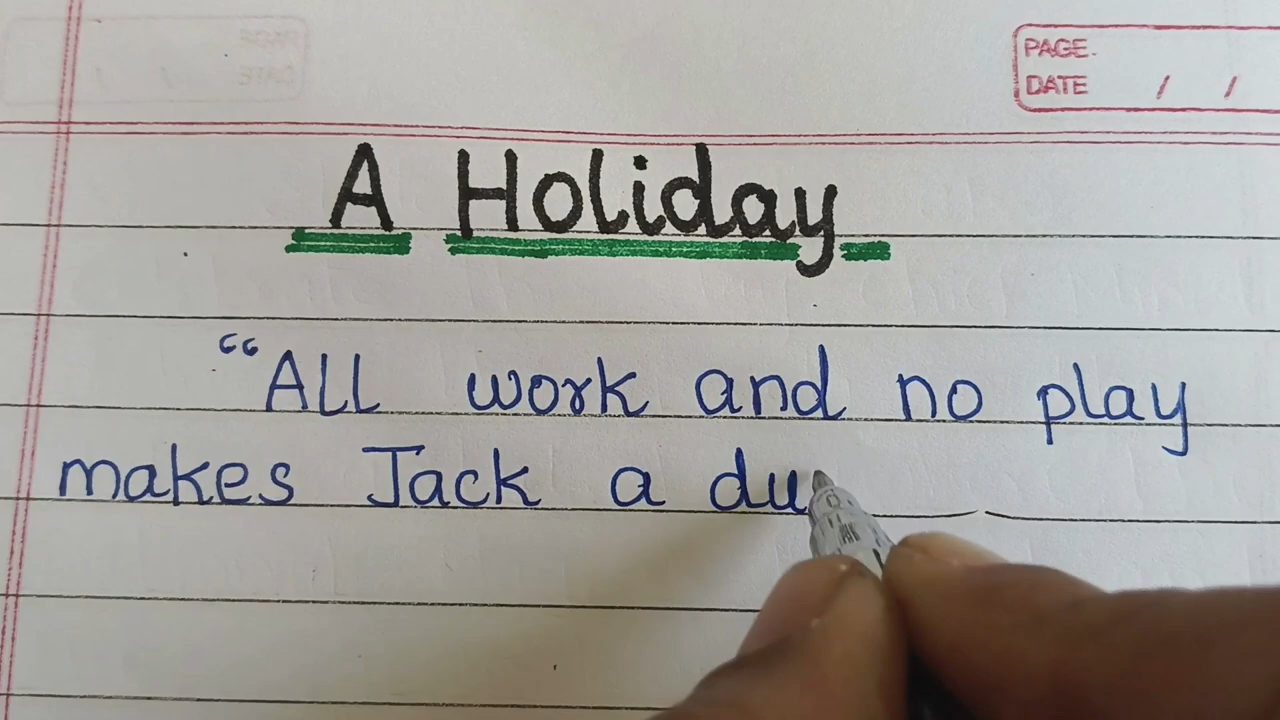 PAGE.
DATE / /
A Holiday
“All work and no play
makes Jack a du